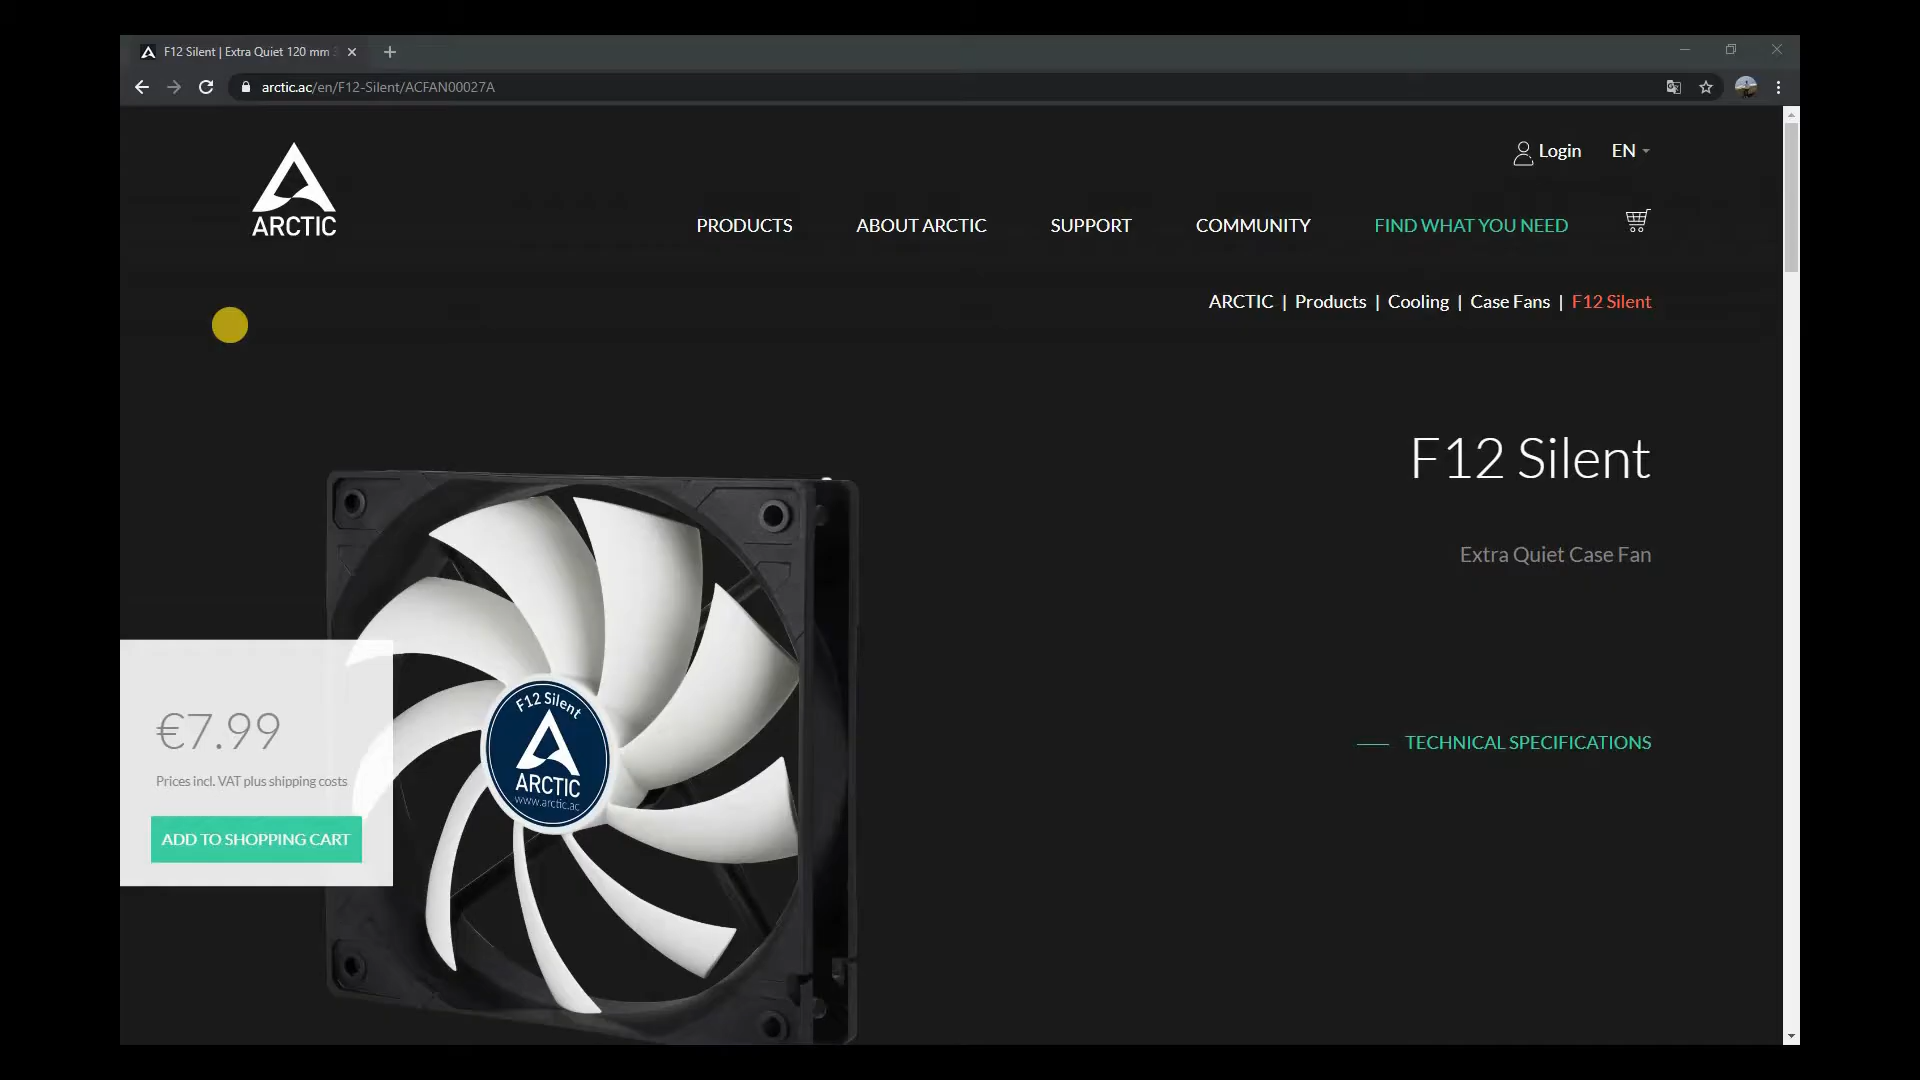 F12 Silent | Extra Quiet 120 mm
arctic.ac/en/F12-Silent/ACFAN00027A
ARCTIC
Login
EN
PRODUCTS
ABOUT ARCTIC
SUPPORT
COMMUNITY
FIND WHAT YOU NEED
ARCTIC | Products | Cooling | Case Fans | F12 Silent
F12 Silent
Extra Quiet Case Fan
TECHNICAL SPECIFICATIONS
F12 Silent
ARCTIC
www.arctic.ac
€7.99
Prices incl. VAT plus shipping costs
ADD TO SHOPPING CART